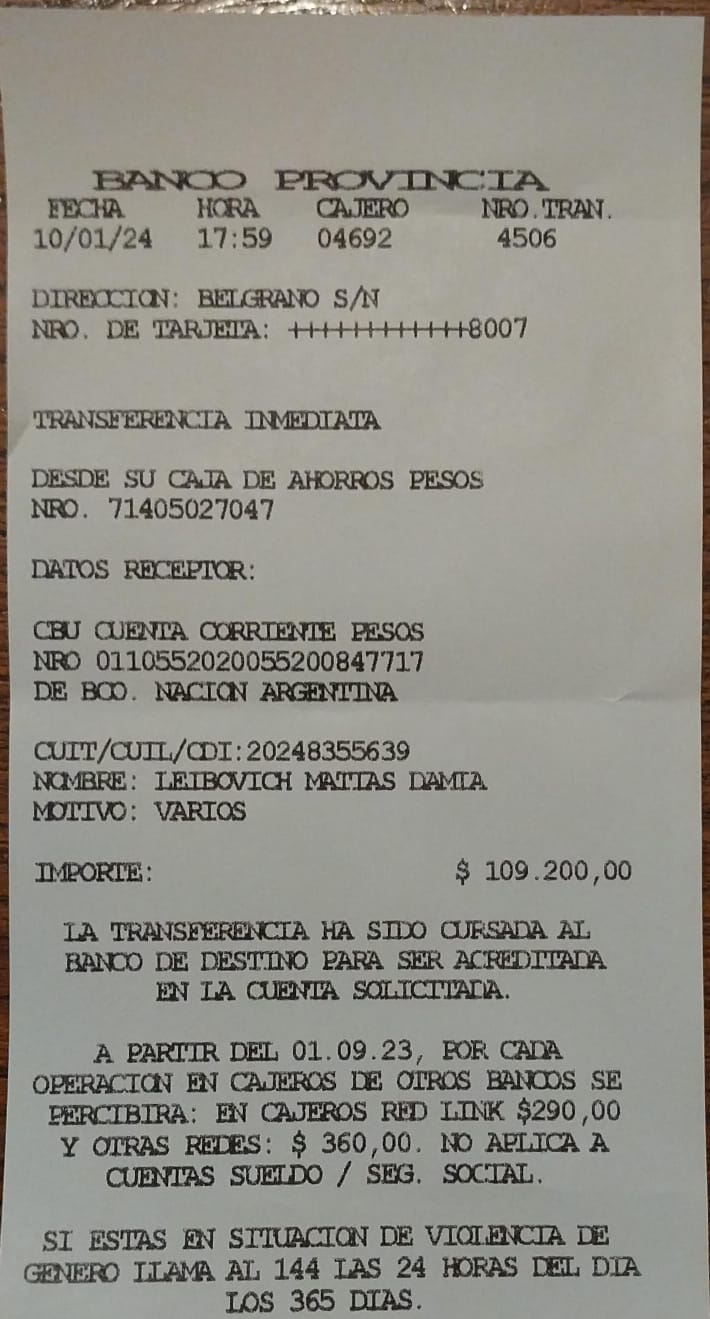 BANCO PROVINCIA
FECHA HORA CAJERO NRO.TRAN.
10/01/24 17:59 04692 4506
DIRECCION: BELGRANO S/N
NRO. DE TARJETA: ++++++++++++8007
TRANSFERENCIA INMEDIATA
DESDE SU CAJA DE AHORROS PESOS
NRO. 71405027047
DATOS RECEPTOR:
CBU CUENTA CORRIENTE PESOS
NRO 0110552020055200847717
DE BCO. NACION ARGENTINA
CUIT/CUIL/CDI:20248355639
NOMBRE: LEIBOVICH MATIAS DAMIA
MOTIVO: VARIOS
IMPORTE: $ 109.200,00
LA TRANSFERENCIA HA SIDO CURSADA AL
BANCO DE DESTINO PARA SER ACREDITADA
EN LA CUENTA SOLICITADA.
A PARTIR DEL 01.09.23, POR CADA
OPERACION EN CAJEROS DE OTROS BANCOS SE
PERCIBIRA: EN CAJEROS RED LINK $290,00
Y OTRAS REDES: $ 360,00. NO APLICA A
CUENTAS SUELDO / SEG. SOCIAL.
SI ESTAS EN SITUACION DE VIOLENCIA DE
GENERO LLAMA AL 144 LAS 24 HORAS DEL DIA
LOS 365 DIAS.